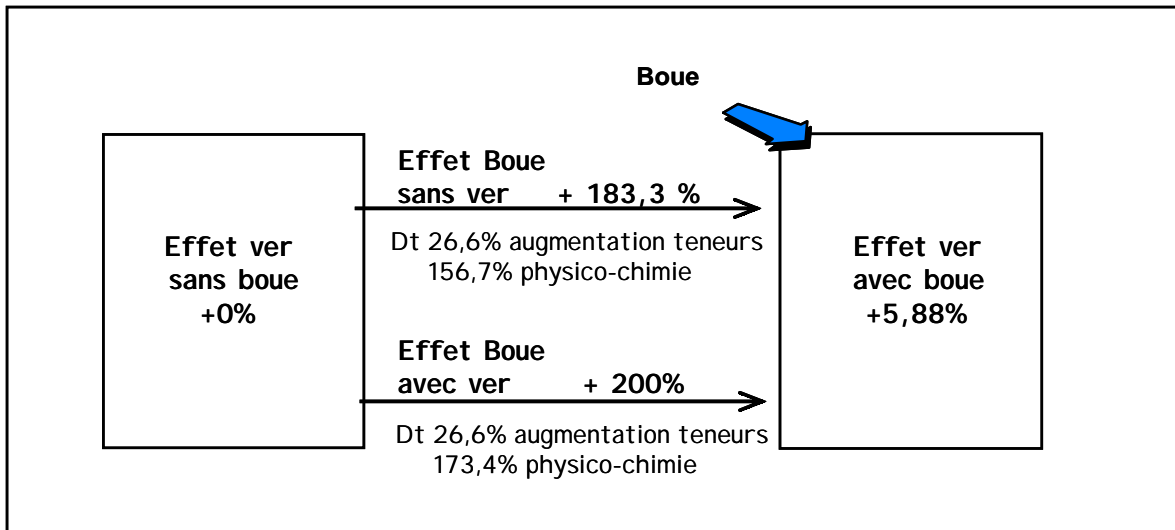 Boue
Effet Boue
sans ver + 183,3 %
Dt 26,6% augmentation teneurs
156,7% physico-chimie
Effet ver
sans boue
+0%
Effet ver
avec boue
+5,88%
Effet Boue
avec ver + 200%
Dt 26,6% augmentation teneurs
173,4% physico-chimie